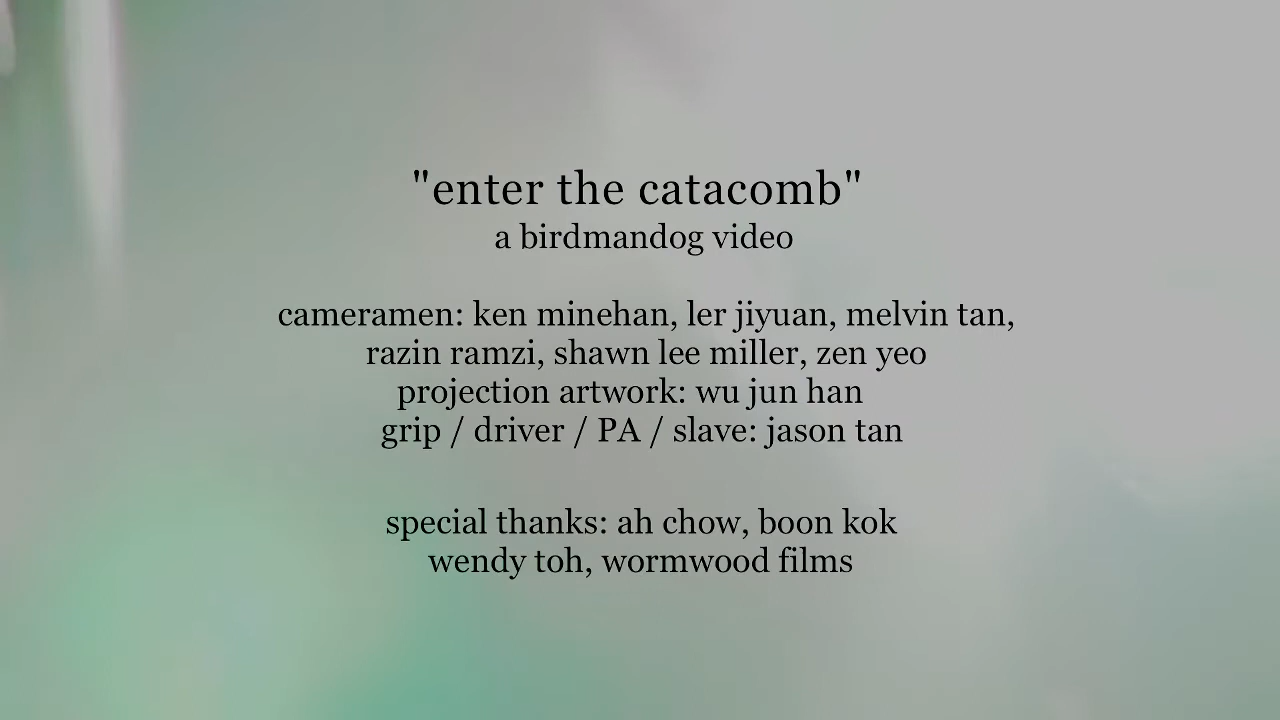 "enter the catacomb"
a birdmandog video
cameramen: ken minehan, ler jiyuan, melvin tan,
razin ramzi, shawn lee miller, zen yeo
projection artwork: wu jun han
grip / driver / PA / slave: jason tan
special thanks: ah chow, boon kok
wendy toh, wormwood films